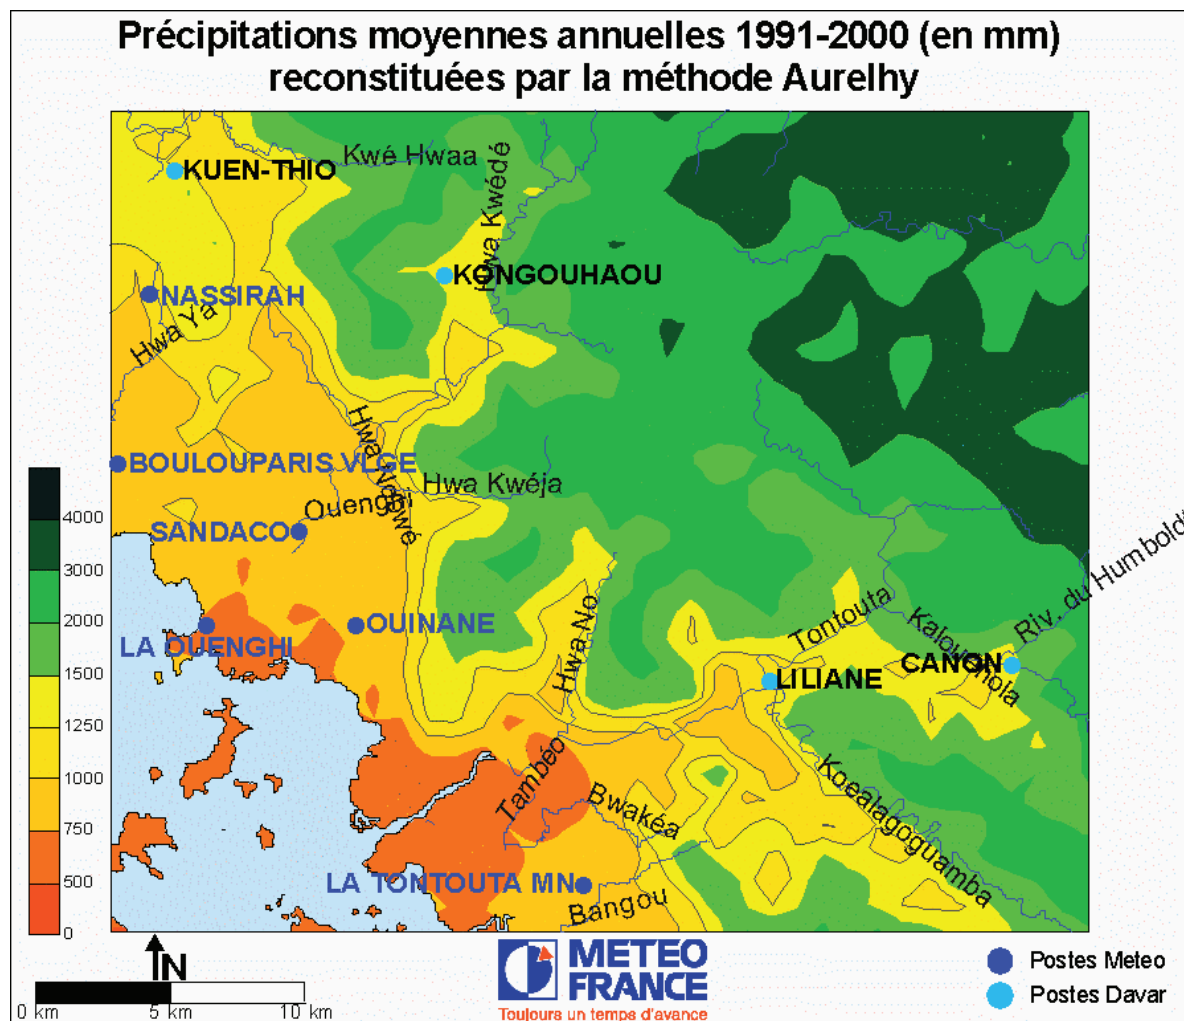 Précipitations moyennes annuelles 1991-2000 (en mm)
reconstituées par la méthode Aurelhy
Kwé Hwaa
KUEN-THIO
Hwa Kwédé
KONGOUHAOU
NASSIRAH
Hwa Ya
Hwa Nobwé
BOULOUPARIS VLGE
Hwa Kwéja
Ouenghi
SANDACO
Riv. du Humboldt
OUINANE
LA OUENGHI
Hwa No
Tontouta
Kalouehola
CANON
LILIANE
Tambéo
Bwakéa
Koealagoguamba
LA TONTOUTA MN
Bangou
4000
3000
2000
1500
1250
1000
750
500
0
N
0 km
5 km
10 km
METEO
FRANCE
Toujours un temps d'avance
Postes Meteo
Postes Davar